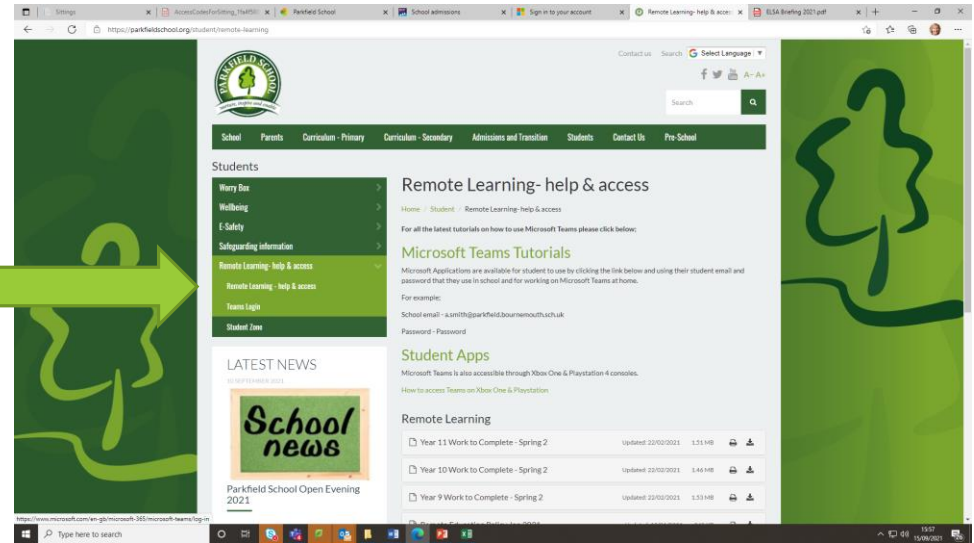 Sittings
AccessCodesForSitting_
Parkfield School
School admissions
Sign in to your account
Remote Learning- help & acces
ELSA Briefing 2021.pdf
https://parkfieldschool.org/student/remote-learning
PARKFIELD SCHOOL
nurture, inspire and enable
Contact us Search Select Language
A- A+
Search
School Parents Curriculum - Primary Curriculum - Secondary Admissions and Transition Students Contact Us Pre-School
Students
Worry Box
Wellbeing
E-Safety
Safeguarding information
Remote Learning- help & access
Remote Learning - help & access
Teams Login
Student Zone
LATEST NEWS
SEPTEMBER 2021
School
news
Parkfield School Open Evening
2021
Remote Learning- help & access
Home / Student / Remote Learning- help & access
For all the latest tutorials on how to use Microsoft Teams please click below:
Microsoft Teams Tutorials
Microsoft Applications are available for student to use by clicking the link below and using their student email and
password that they use in school and for working on Microsoft Teams at home.
For example;
School email - a.smith@parkfield.bournemouth.sch.uk
Password - Password
Student Apps
Microsoft Teams is also accessible through Xbox One & Playstation 4 consoles.
How to access Teams on Xbox One & Playstation
Remote Learning
Year 11 Work to Complete - Spring 2 Updated: 22/02/2021 1.51 MB
Year 10 Work to Complete - Spring 2 Updated: 22/02/2021 1.46 MB
Year 9 Work to Complete - Spring 2 Updated: 22/02/2021 1.53 MB
https://www.microsoft.com/en-gb/microsoft-365/microsoft-teams/log-in
Type here to search
15:57
15/09/2021